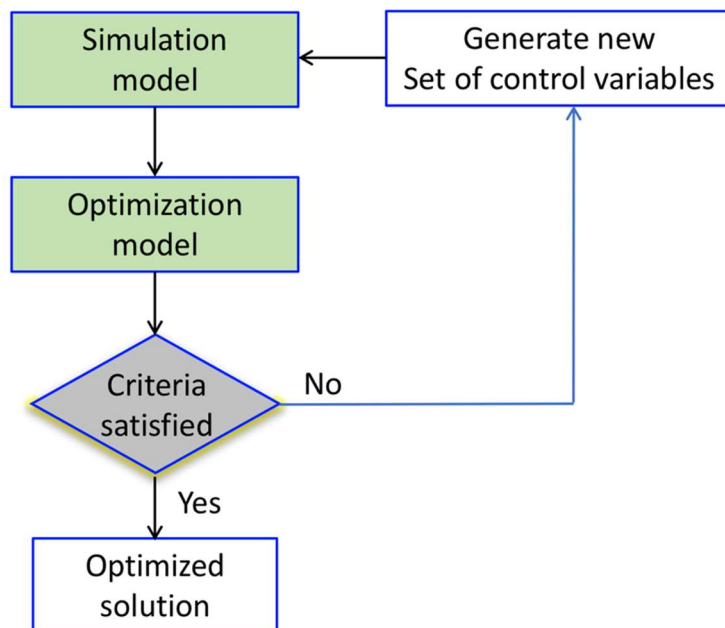 Simulation
model
Generate new
Set of control variables
Optimization
model
Criteria
satisfied
No
Yes
Optimized
solution